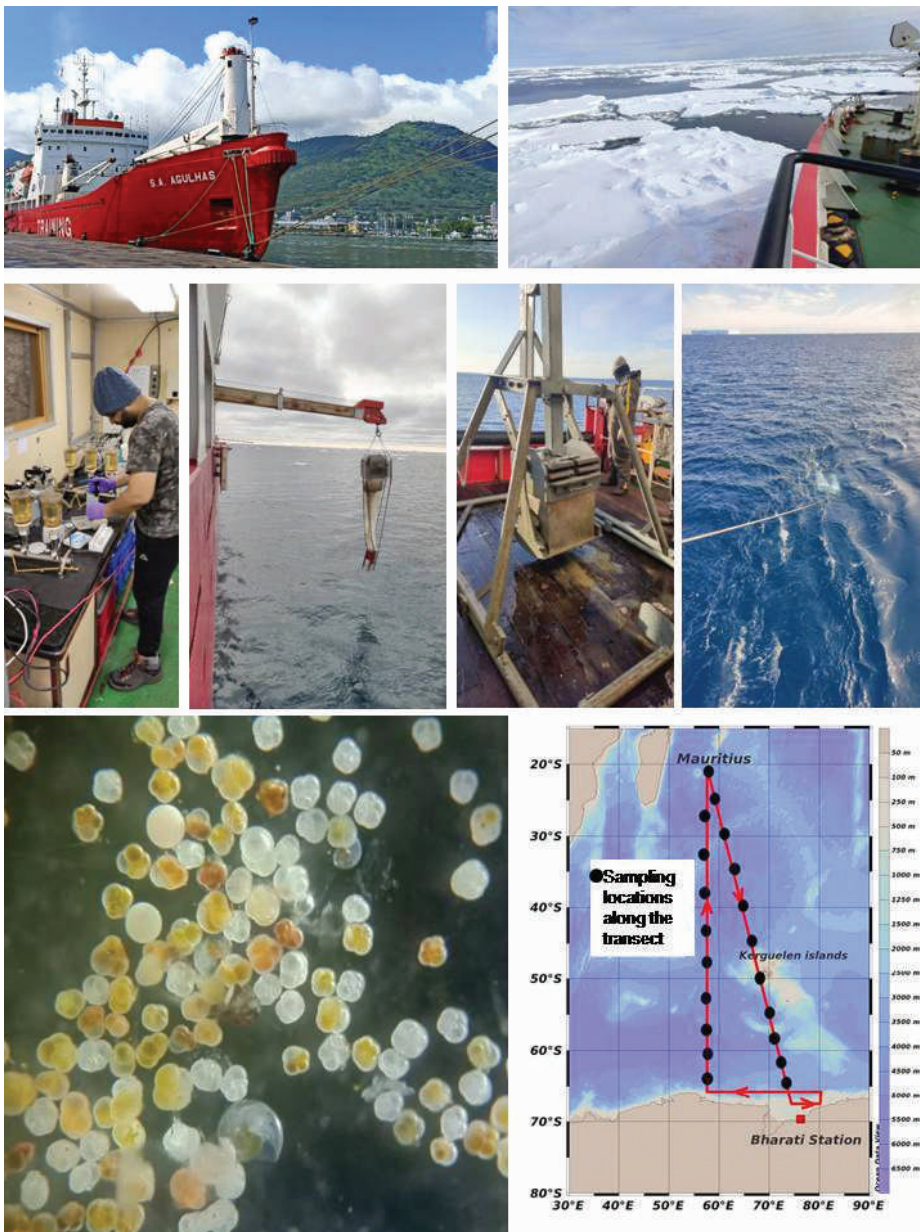 S.A. AGULHAS
TRAINING
20°S
30°S
40°S
50°S
60°S
70°S
80°S
30°E
40°E
50°E
60°E
70°E
80°E
90°E
Mauritius
Sampling
locations
along the
transect
Kerguelen islands
Bharati Station
50 m
100 m
250 m
500 m
750 m
1000 m
1250 m
1500 m
2000 m
2500 m
3000 m
3500 m
4000 m
4500 m
5000 m
5500 m
6000 m
6500 m
Ocean Data View